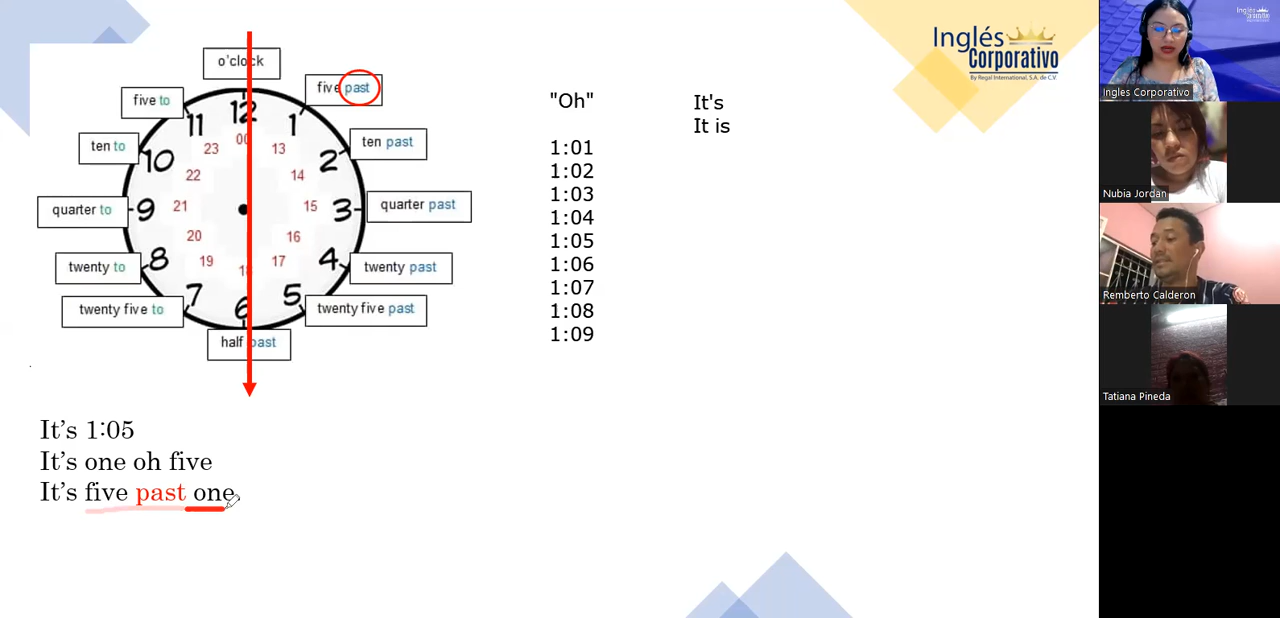 o'clock
five past
ten past
quarter past
twenty past
twenty five past
half past
twenty five to
twenty to
quarter to
ten to
five to
12
1
2
3
4
5
6
7
8
9
10
11
00
13
14
15
16
17
18
19
20
21
22
23
It's 1:05
It's one oh five
It's five past one.
"Oh"
1:01
1:02
1:03
1:04
1:05
1:06
1:07
1:08
1:09
It's
It is
Inglés
Corporativo
By Regal International, S.A. de C.V.
Ingles Corporativo
Nubia Jordan
Remberto Calderon
Tatiana Pineda